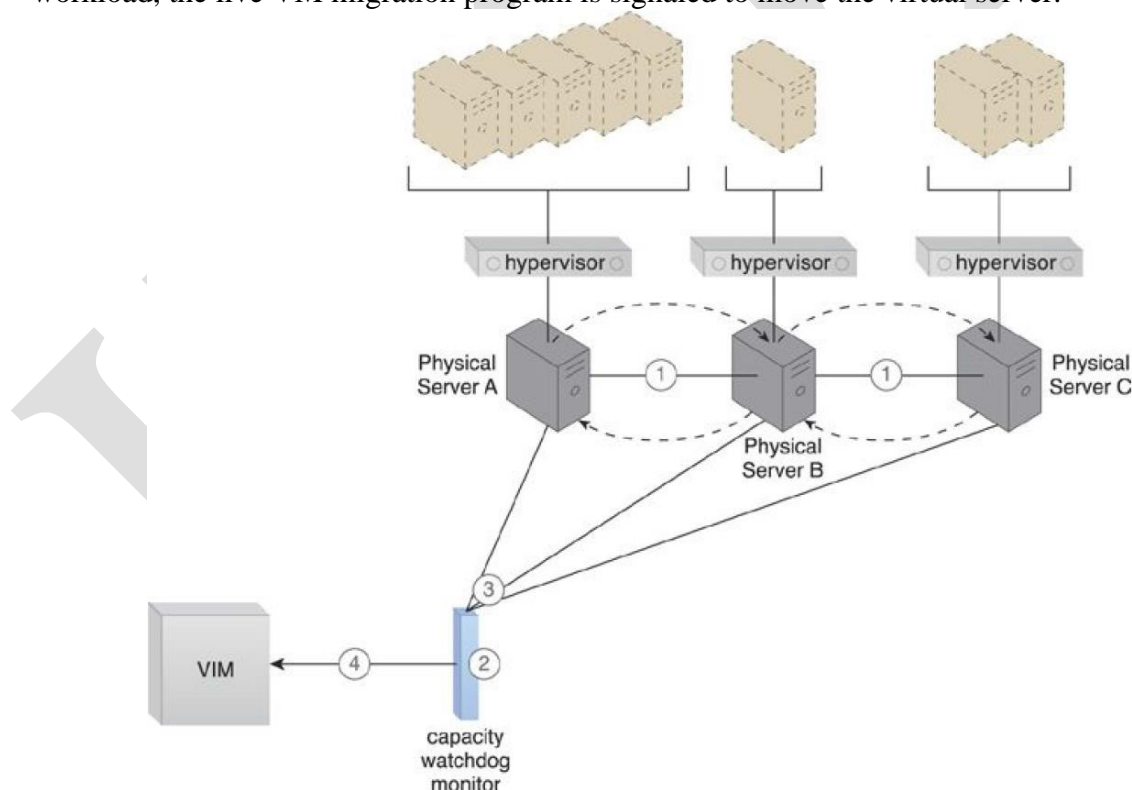 workload, the live VM migration program is signaled to move the virtual server.
hypervisor
hypervisor
hypervisor
Physical
Server A
1
1
Physical
Server C
Physical
Server B
3
VIM
4
2
capacity
watchdog
monitor